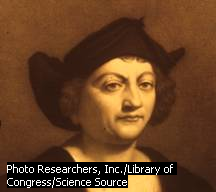 Photo Researchers, Inc./Library of
Congress/Science Source